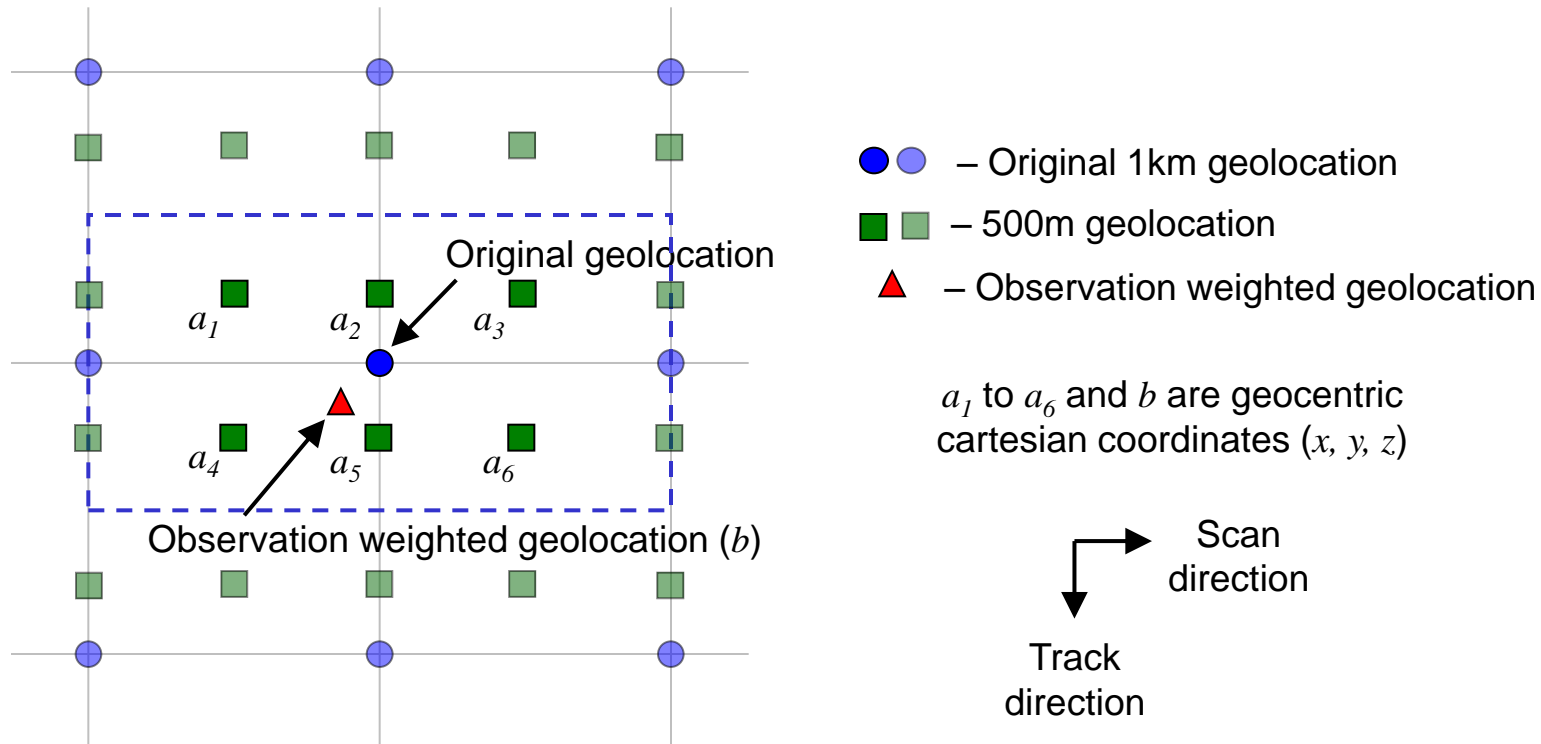 Original geolocation
a1
a2
a3
a4
a5
a6
Observation weighted geolocation (b)
– Original 1km geolocation
– 500m geolocation
– Observation weighted geolocation
a1 to a6 and b are geocentric
cartesian coordinates (x, y, z)
Scan
direction
Track
direction